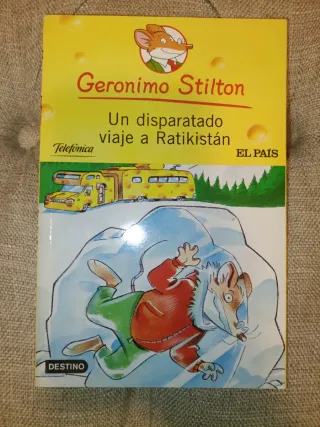 Geronimo Stilton
Un disparatado
viaje a Ratikistán
Telefónica
EL PAÍS
DESTINO